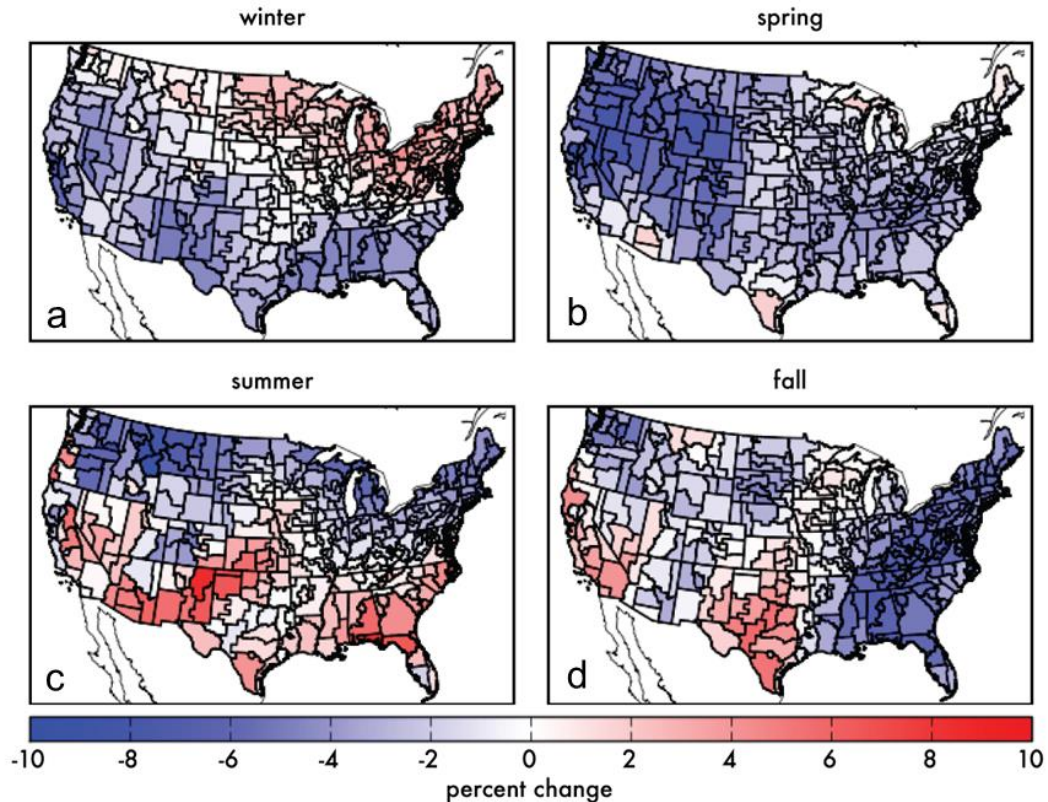 winter
spring
a
b
summer
fall
c
d
-10 -8 -6 -4 -2 0 2 4 6 8 10
percent change